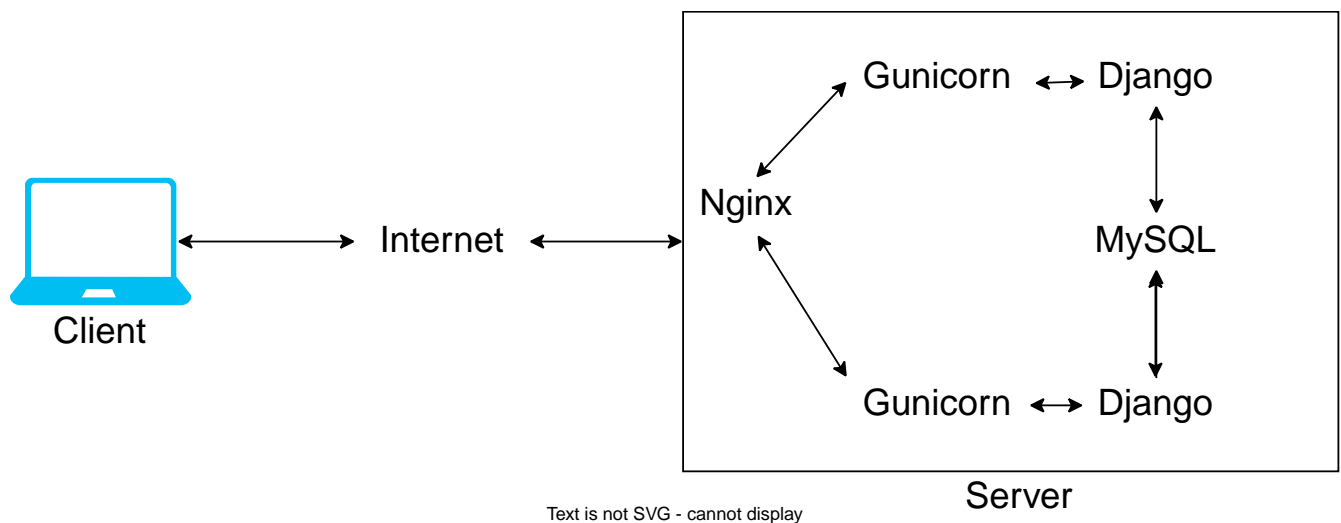 Gunicorn
Django
Nginx
Internet
MySQL
Client
Gunicorn
Django
Server
Text is not SVG - cannot display